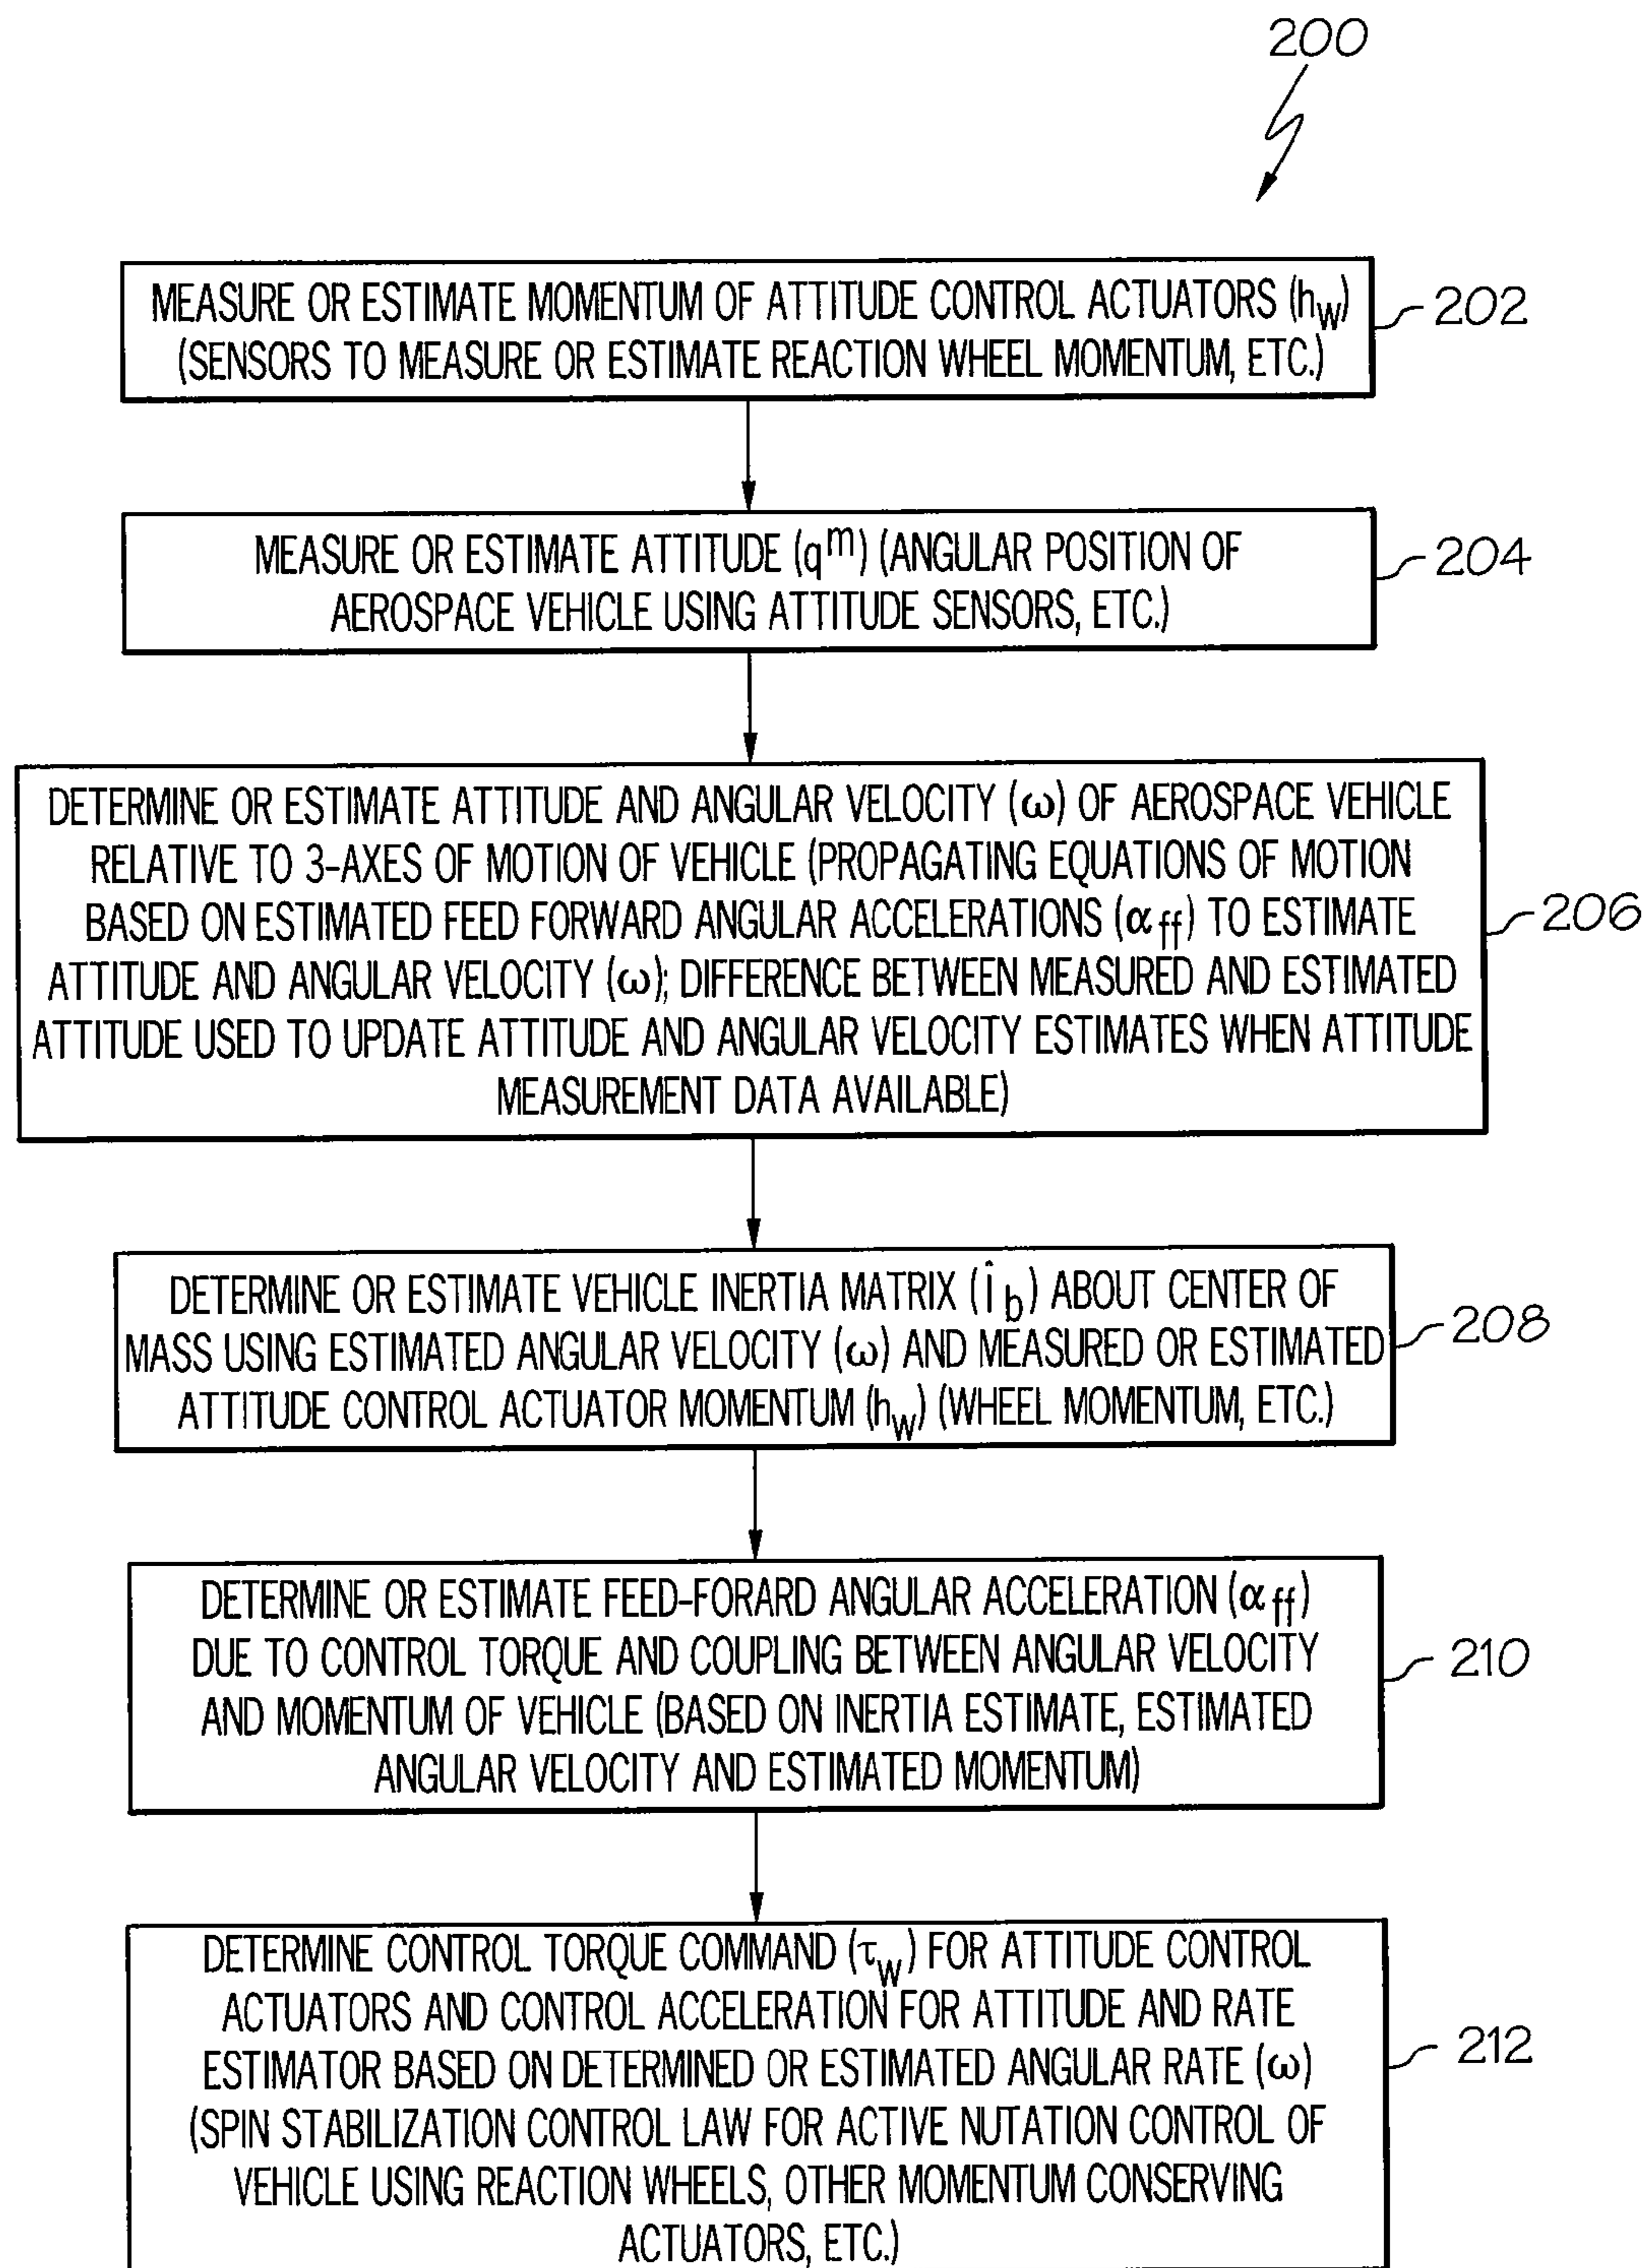 200
MEASURE OR ESTIMATE MOMENTUM OF ATTITUDE CONTROL ACTUATORS (hw)
(SENSORS TO MEASURE OR ESTIMATE REACTION WHEEL MOMENTUM, ETC.)
202
MEASURE OR ESTIMATE ATTITUDE (qm) (ANGULAR POSITION OF
AEROSPACE VEHICLE USING ATTITUDE SENSORS, ETC.)
204
DETERMINE OR ESTIMATE ATTITUDE AND ANGULAR VELOCITY (ω) OF AEROSPACE VEHICLE
RELATIVE TO 3-AXES OF MOTION OF VEHICLE (PROPAGATING EQUATIONS OF MOTION
BASED ON ESTIMATED FEED FORWARD ANGULAR ACCELERATIONS (αff) TO ESTIMATE
ATTITUDE AND ANGULAR VELOCITY (ω); DIFFERENCE BETWEEN MEASURED AND ESTIMATED
ATTITUDE USED TO UPDATE ATTITUDE AND ANGULAR VELOCITY ESTIMATES WHEN ATTITUDE
MEASUREMENT DATA AVAILABLE)
206
DETERMINE OR ESTIMATE VEHICLE INERTIA MATRIX (Îb) ABOUT CENTER OF
MASS USING ESTIMATED ANGULAR VELOCITY (ω) AND MEASURED OR ESTIMATED
ATTITUDE CONTROL ACTUATOR MOMENTUM (hw) (WHEEL MOMENTUM, ETC.)
208
DETERMINE OR ESTIMATE FEED-FORARD ANGULAR ACCELERATION (αff)
DUE TO CONTROL TORQUE AND COUPLING BETWEEN ANGULAR VELOCITY
AND MOMENTUM OF VEHICLE (BASED ON INERTIA ESTIMATE, ESTIMATED
ANGULAR VELOCITY AND ESTIMATED MOMENTUM)
210
DETERMINE CONTROL TORQUE COMMAND (τw) FOR ATTITUDE CONTROL
ACTUATORS AND CONTROL ACCELERATION FOR ATTITUDE AND RATE
ESTIMATOR BASED ON DETERMINED OR ESTIMATED ANGULAR RATE (ω)
(SPIN STABILIZATION CONTROL LAW FOR ACTIVE NUTATION CONTROL OF
VEHICLE USING REACTION WHEELS, OTHER MOMENTUM CONSERVING
ACTUATORS, ETC.)
212